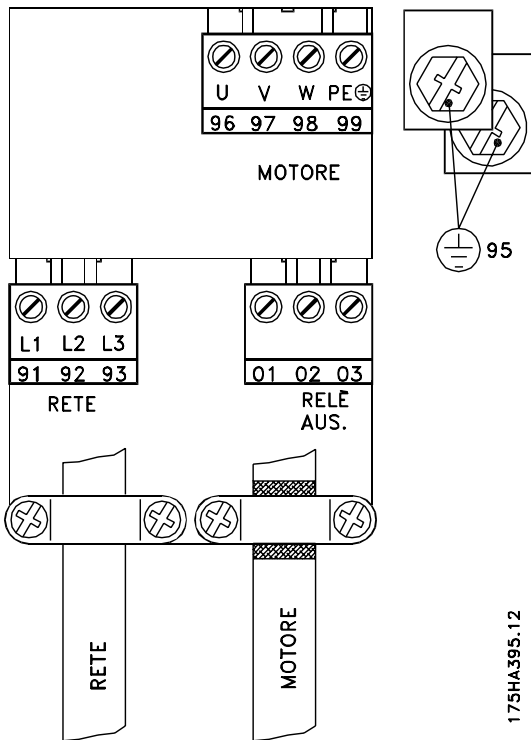 U V W PE
96 97 98 99
MOTORE
95
L1 L2 L3
91 92 93
RETE
01 02 03
RELÈ
AUS.
RETE
MOTORE
175HA395.12